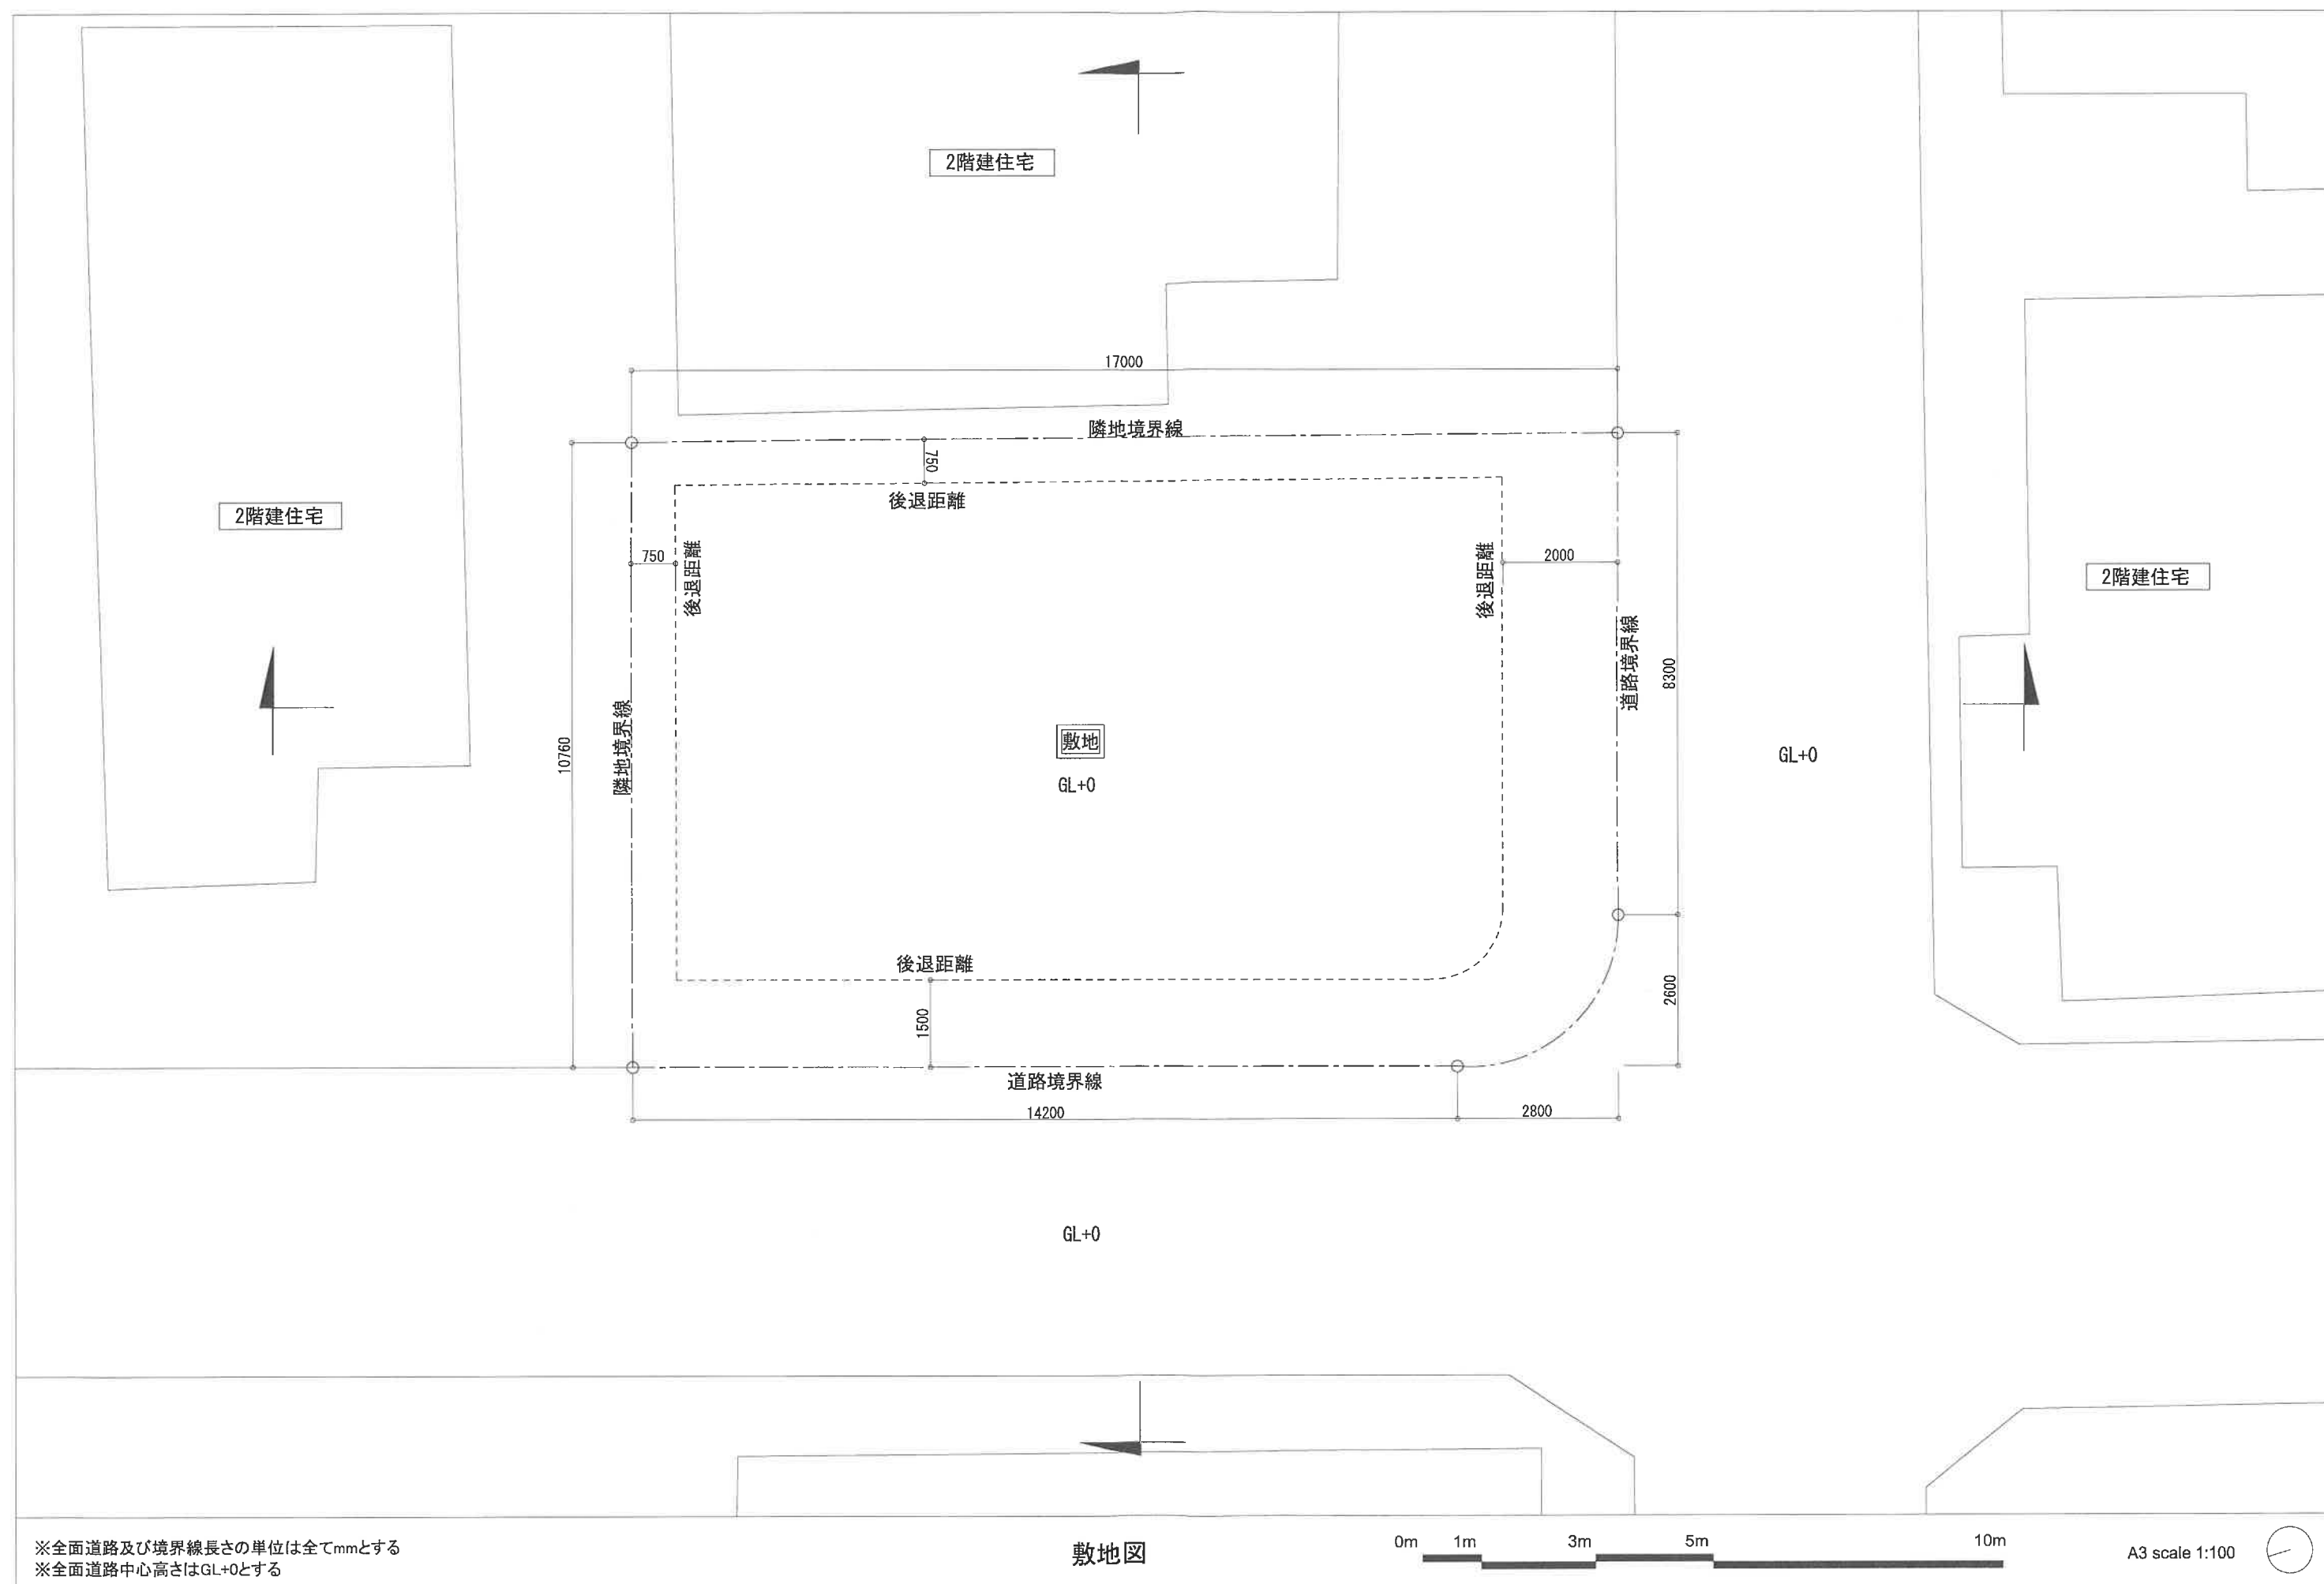 2階建住宅
17000
隣地境界線
750
後退距離
2階建住宅
750
後退距離
後退距離
2000
2階建住宅
道路境界線
8300
隣地境界線
10760
敷地
GL+0
GL+0
後退距離
1500
2600
道路境界線
14200
2800
GL+0
※全面道路及び境界線長さの単位は全てmmとする
※全面道路中心高さはGL+0とする
敷地図
0m 1m 3m 5m 10m
A3 scale 1:100